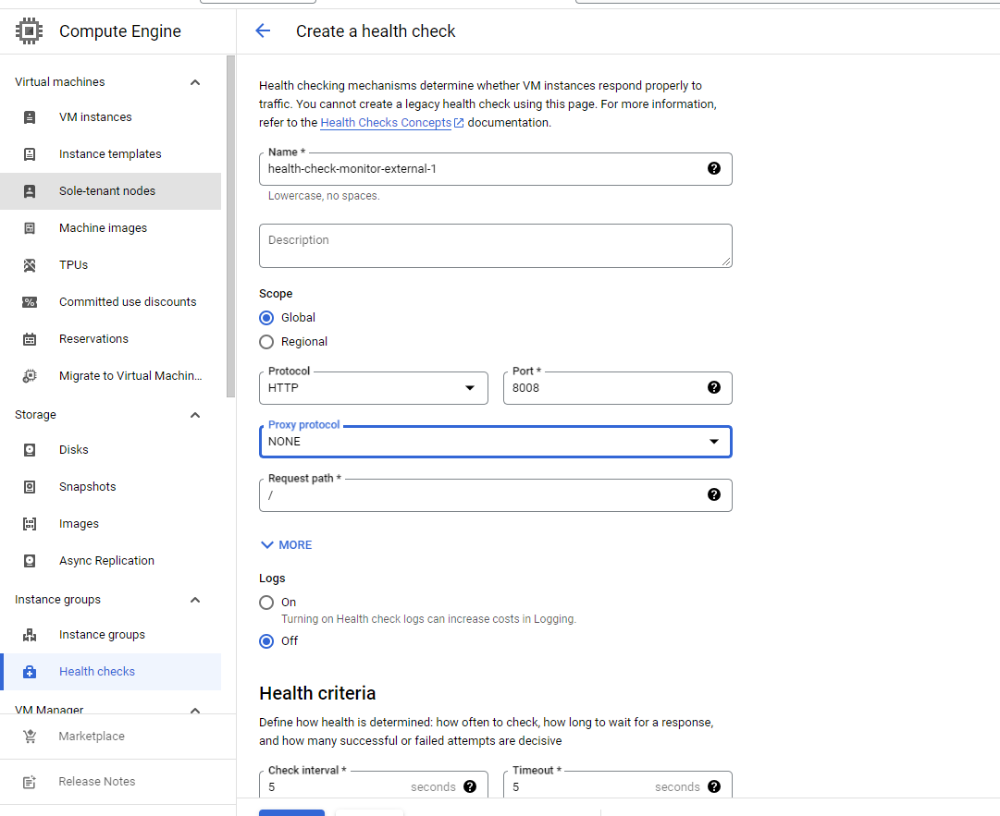 Compute Engine
Virtual machines
VM instances
Instance templates
Sole-tenant nodes
Machine images
TPUs
Committed use discounts
Reservations
Migrate to Virtual Machin...
Storage
Disks
Snapshots
Images
Async Replication
Instance groups
Instance groups
Health checks
VM Manager
Marketplace
Release Notes
Create a health check
Health checking mechanisms determine whether VM instances respond properly to
traffic. You cannot create a legacy health check using this page. For more information,
refer to the Health Checks Concepts documentation.
Name *
health-check-monitor-external-1
Lowercase, no spaces.
Description
Scope
Global
Regional
Protocol
HTTP
Port *
8008
Proxy protocol
NONE
Request path *
/
MORE
Logs
On
Turning on Health check logs can increase costs in Logging.
Off
Health criteria
Define how health is determined: how often to check, how long to wait for a response,
and how many successful or failed attempts are decisive
Check interval *
5 seconds
Timeout *
5 seconds